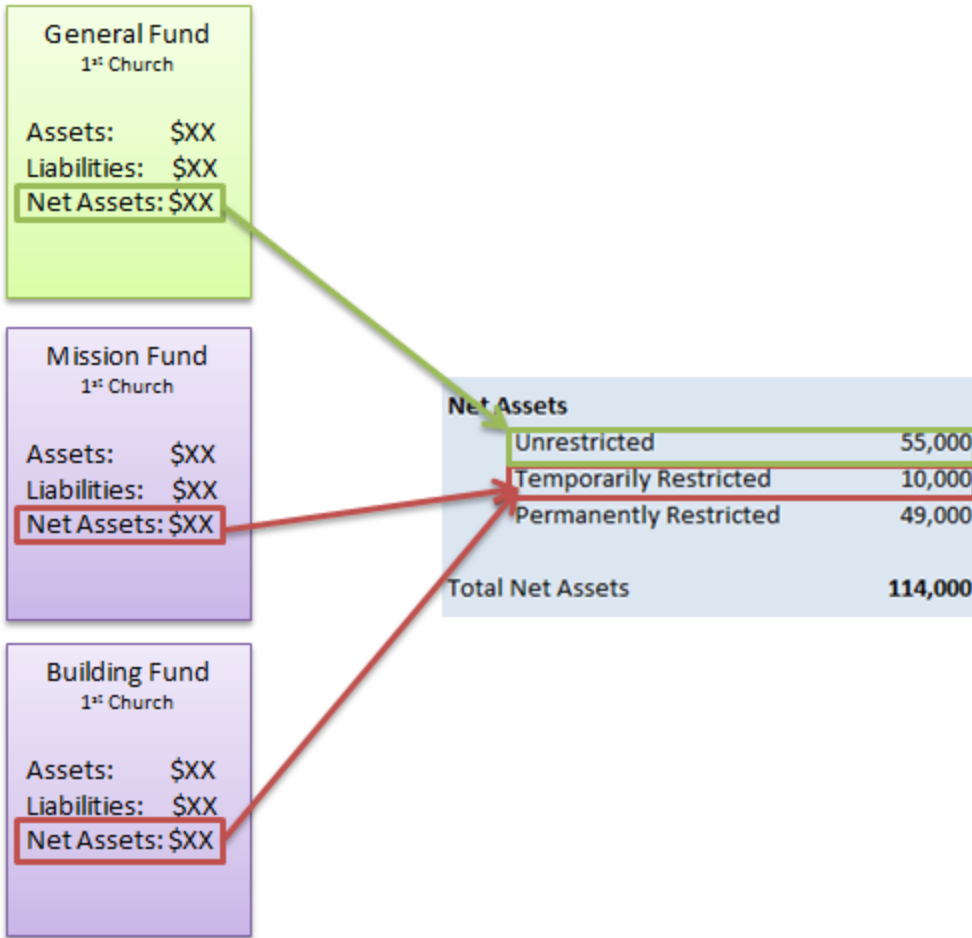 General Fund
1st Church
Assets: $XX
Liabilities: $XX
Net Assets: $XX
Mission Fund
1st Church
Assets: $XX
Liabilities: $XX
Net Assets: $XX
Building Fund
1st Church
Assets: $XX
Liabilities: $XX
Net Assets: $XX
Net Assets
Unrestricted 55,000
Temporarily Restricted 10,000
Permanently Restricted 49,000
Total Net Assets 114,000